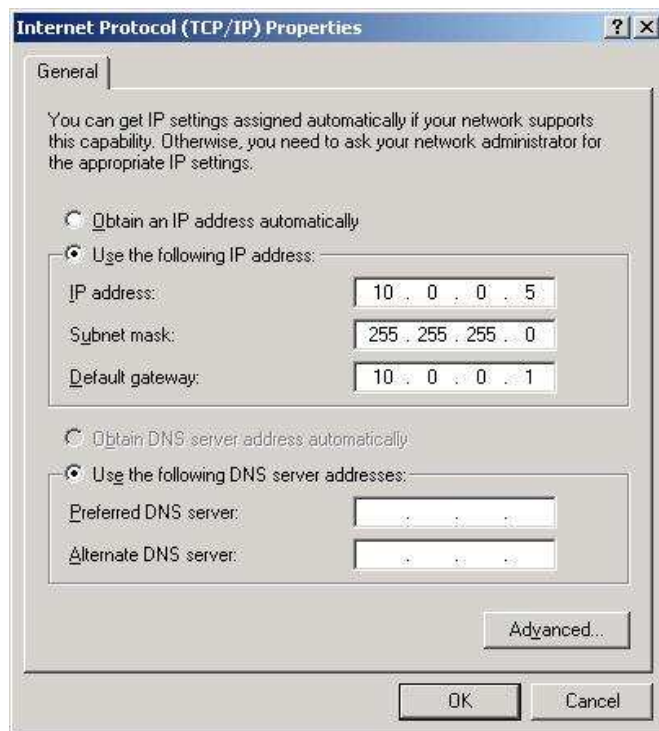 Internet Protocol (TCP/IP) Properties
General
You can get IP settings assigned automatically if your network supports
this capability. Otherwise, you need to ask your network administrator for
the appropriate IP settings.
Obtain an IP address automatically
Use the following IP address:
IP address: 10 . 0 . 0 . 5
Subnet mask: 255 . 255 . 255 . 0
Default gateway: 10 . 0 . 0 . 1
Obtain DNS server address automatically
Use the following DNS server addresses:
Preferred DNS server: . . .
Alternate DNS server: . . .
Advanced...
OK Cancel